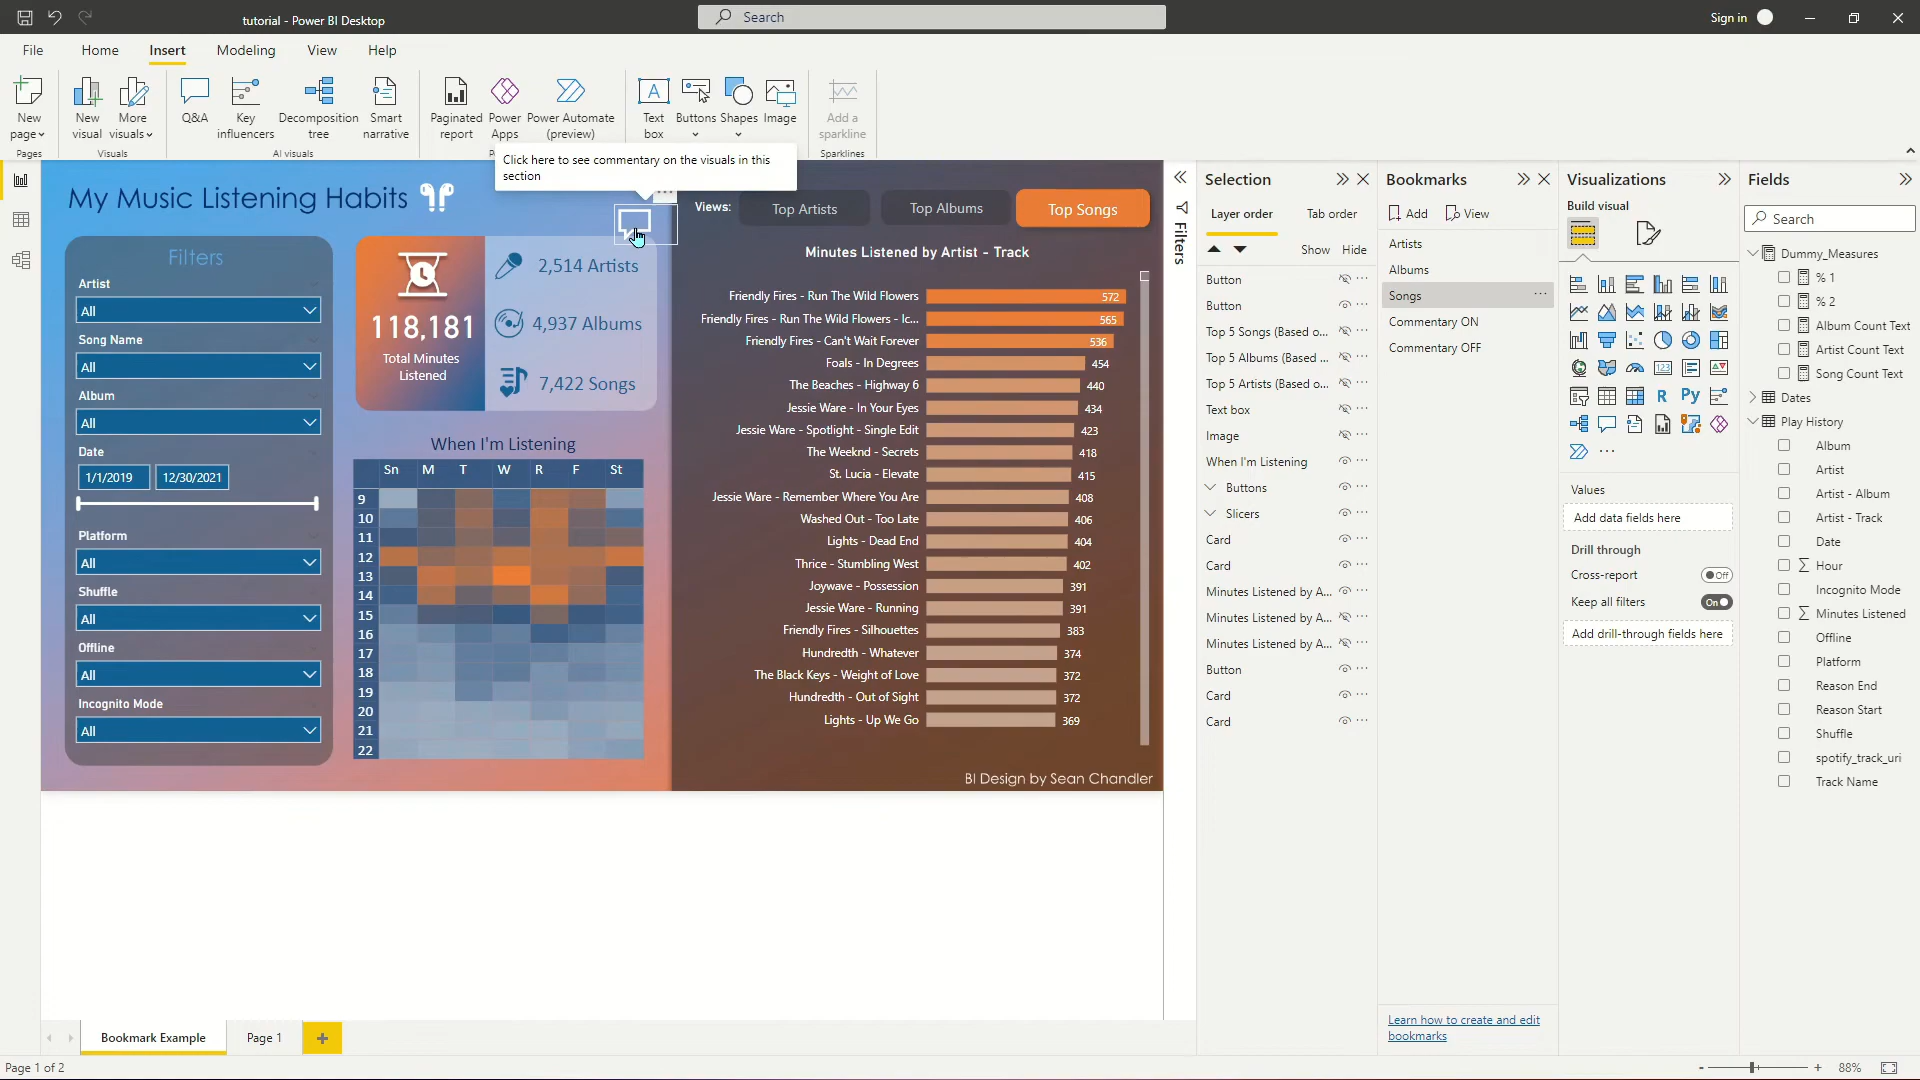 tutorial - Power BI Desktop
Search
Sign in
File
Home
Insert
Modeling
View
Help
New page
New visual
More visuals
Q&A
Key influencers
Decomposition tree
Smart narrative
Paginated report
Power Apps
Power Automate (preview)
Text box
Buttons
Shapes
Image
Add a sparkline
Pages
Visuals
AI visuals
Sparklines
Click here to see commentary on the visuals in this
section
My Music Listening Habits
Filters
Artist
All
Song Name
All
Album
All
Date
1/1/2019
12/30/2021
Platform
All
Shuffle
All
Offline
All
Incognito Mode
All
118,181
Total Minutes
Listened
2,514 Artists
4,937 Albums
7,422 Songs
When I'm Listening
Sn M T W R F St
9
10
11
12
13
14
15
16
17
18
19
20
21
22
Views:
Top Artists
Top Albums
Top Songs
Minutes Listened by Artist - Track
Friendly Fires - Run The Wild Flowers 572
Friendly Fires - Run The Wild Flowers - Ic... 565
Friendly Fires - Can't Wait Forever 536
Foals - In Degrees 454
The Beaches - Highway 6 440
Jessie Ware - In Your Eyes 434
Jessie Ware - Spotlight - Single Edit 423
The Weeknd - Secrets 418
St. Lucia - Elevate 415
Jessie Ware - Remember Where You Are 408
Washed Out - Too Late 406
Lights - Dead End 404
Thrice - Stumbling West 402
Joywave - Possession 391
Jessie Ware - Running 391
Friendly Fires - Silhouettes 383
Hundredth - Whatever 374
The Black Keys - Weight of Love 372
Hundredth - Out of Sight 372
Lights - Up We Go 369
BI Design by Sean Chandler
Filters
Selection
Layer order
Tab order
Show
Hide
Button
Button
Top 5 Songs (Based o...
Top 5 Albums (Based ...
Top 5 Artists (Based o...
Text box
Image
When I'm Listening
Buttons
Slicers
Card
Card
Minutes Listened by A...
Minutes Listened by A...
Minutes Listened by A...
Button
Card
Card
Bookmarks
Add
View
Artists
Albums
Songs
Commentary ON
Commentary OFF
Learn how to create and edit
bookmarks
Visualizations
Build visual
R
Py
123
Values
Add data fields here
Drill through
Cross-report
Off
Keep all filters
On
Add drill-through fields here
Fields
Search
Dummy_Measures
% 1
% 2
Album Count Text
Artist Count Text
Song Count Text
Dates
Play History
Album
Artist
Artist - Album
Artist - Track
Date
Hour
Incognito Mode
Minutes Listened
Offline
Platform
Reason End
Reason Start
Shuffle
spotify_track_uri
Track Name
Bookmark Example
Page 1
Page 1 of 2
88%